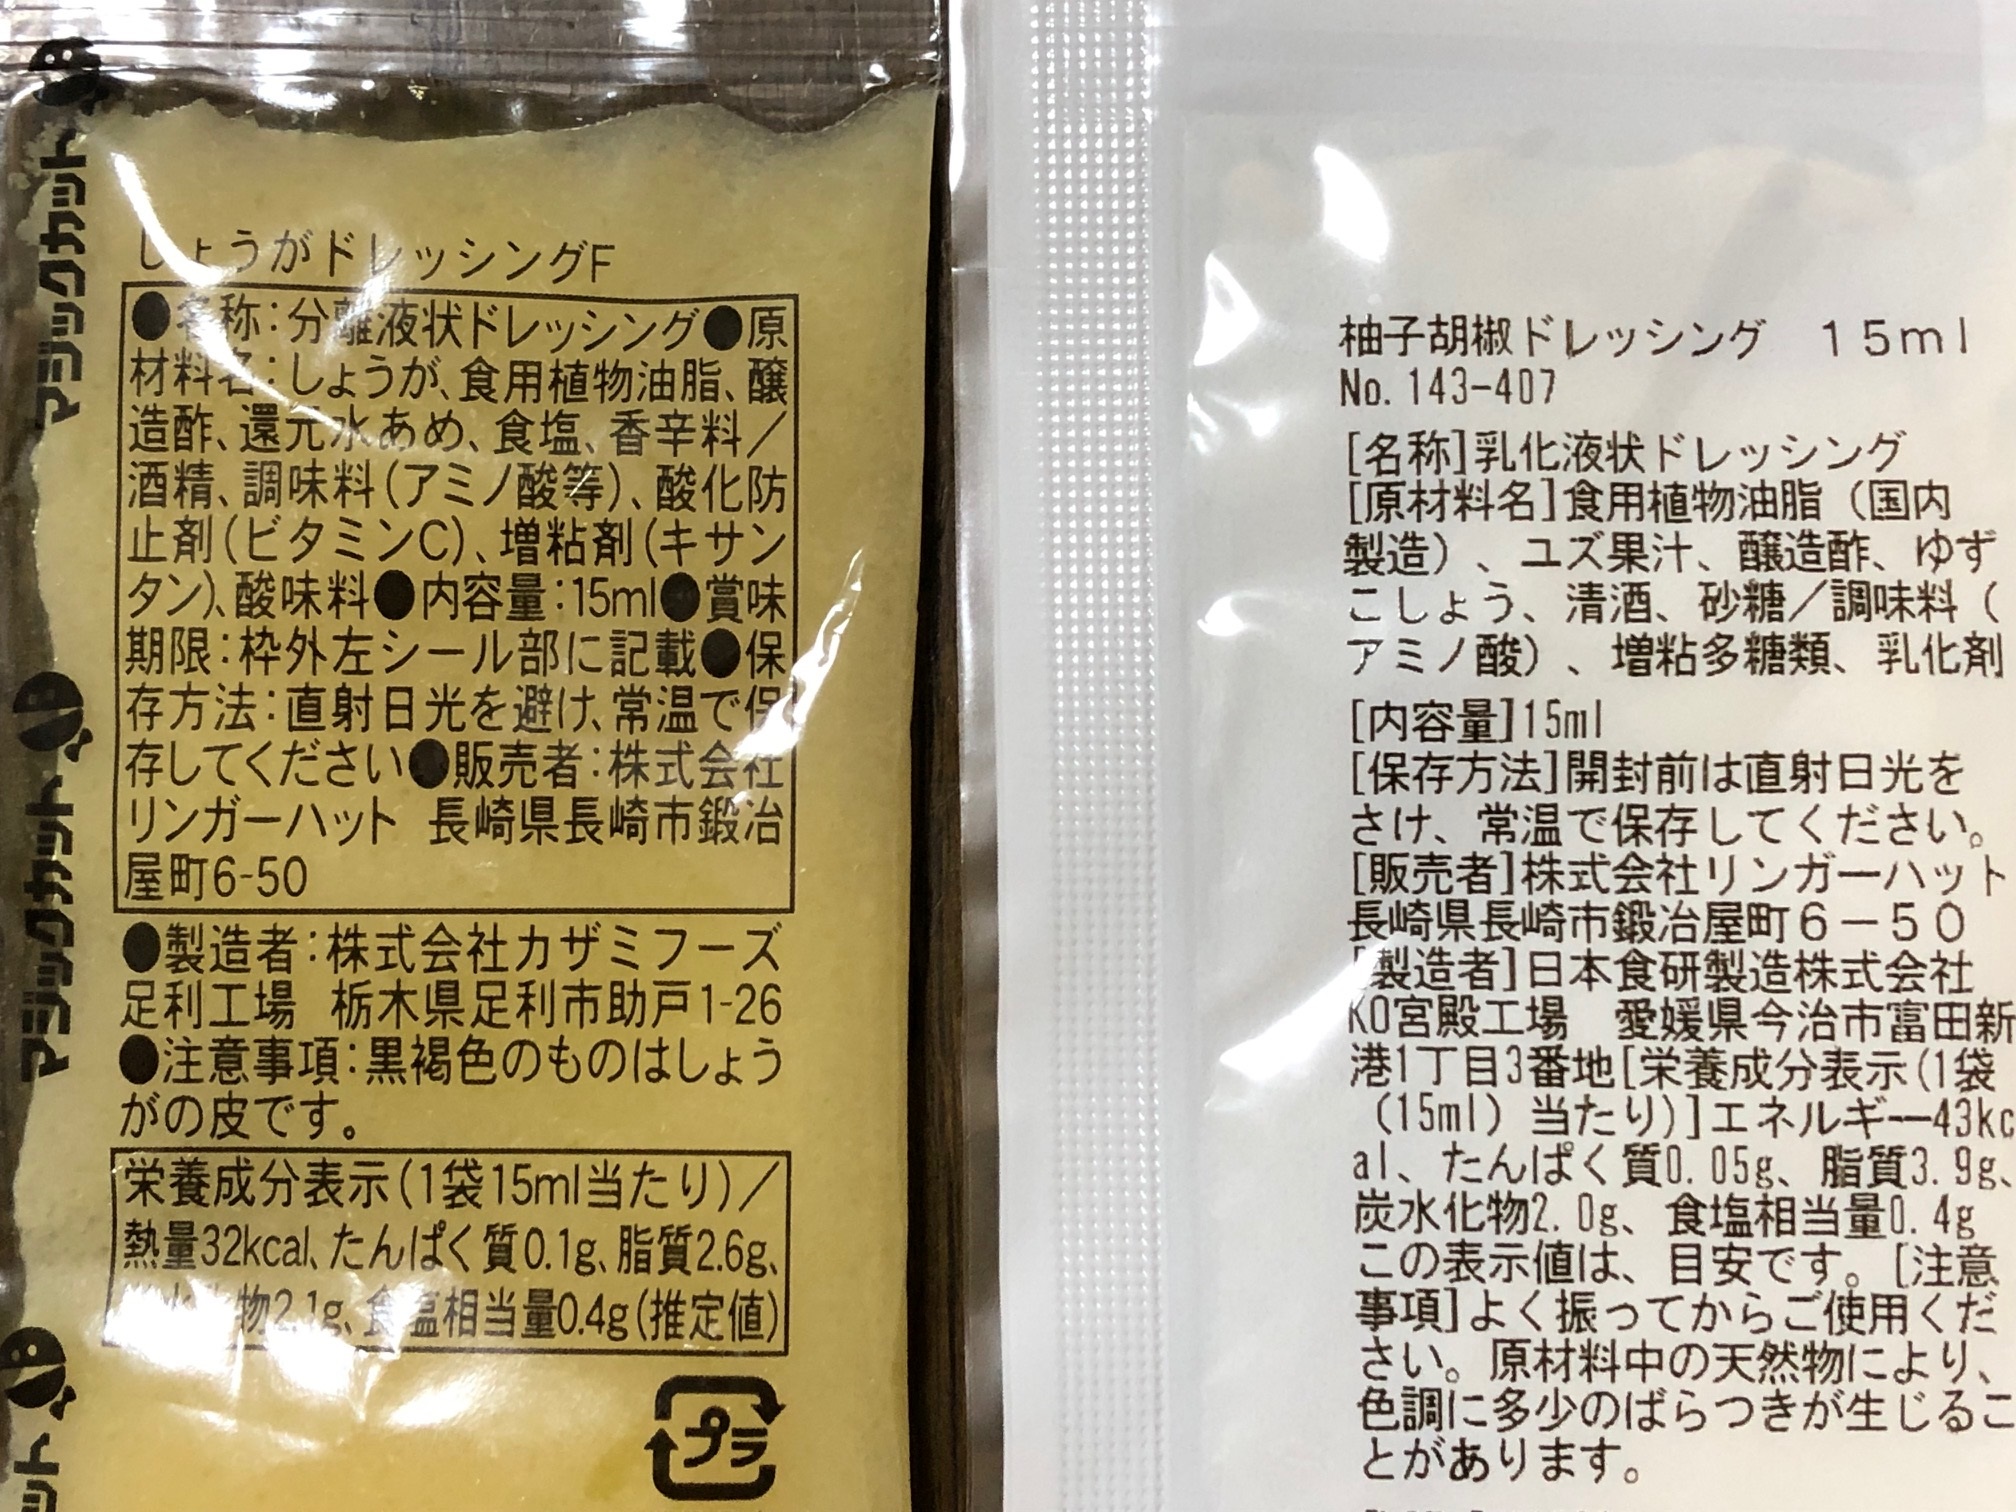 しょうがドレッシングF
●名称：分離液状ドレッシング●原
材料名：しょうが、食用植物油脂、醸
造酢、還元水あめ、食塩、香辛料／
酒精、調味料（アミノ酸等）、酸化防
止剤（ビタミンC）、増粘剤（キサン
タン）、酸味料●内容量：15ml●賞味
期限：枠外左シール部に記載●保
存方法：直射日光を避け、常温で保
存してください●販売者：株式会社
リンガーハット 長崎県長崎市鍛冶
屋町6-50
●製造者：株式会社カザミフーズ
足利工場 栃木県足利市助戸1-26
●注意事項：黒褐色のものはしょう
がの皮です。
栄養成分表示（1袋15ml当たり）／
熱量32kcal、たんぱく質0.1g、脂質2.6g、
炭水化物2.1g、食塩相当量0.4g（推定値）
プラ
マジックカット
マジックカット
ット
柚子胡椒ドレッシング　１５ｍｌ
No. 143-407
[名称]乳化液状ドレッシング
[原材料名]食用植物油脂（国内
製造）、ユズ果汁、醸造酢、ゆず
こしょう、清酒、砂糖／調味料（
アミノ酸）、増粘多糖類、乳化剤
[内容量]15ml
[保存方法]開封前は直射日光を
さけ、常温で保存してください。
[販売者]株式会社リンガーハット
長崎県長崎市鍛冶屋町６－５０
[製造者]日本食研製造株式会社
KO宮殿工場　愛媛県今治市富田新
港1丁目3番地[栄養成分表示(1袋
（15ml）当たり)]エネルギー43kc
al、たんぱく質0.05g、脂質3.9g、
炭水化物2.0g、食塩相当量0.4g
この表示値は、目安です。[注意
事項]よく振ってからご使用くだ
さい。原材料中の天然物により、
色調に多少のばらつきが生じるこ
とがあります。